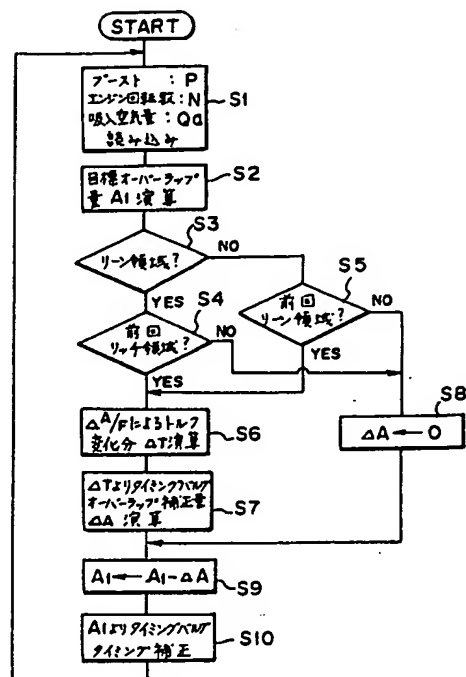 START
ブースト : P
エンジン回転数 : N
吸入空気量 : Qa
読み込み
S1
目標オーバーラップ
量 A1 演算
S2
S3
リーン領域?
NO
YES
S4
前回
リッチ領域?
NO
YES
S5
前回
リーン領域?
NO
YES
S8
ΔA ← 0
ΔA/Fによるトルク
変化分 ΔT演算
S6
ΔTよりタイミングバルブ
オーバーラップ補正量
ΔA 演算
S7
A1 ← A1-ΔA
S9
A1よりタイミングバルブ
タイミング補正
S10